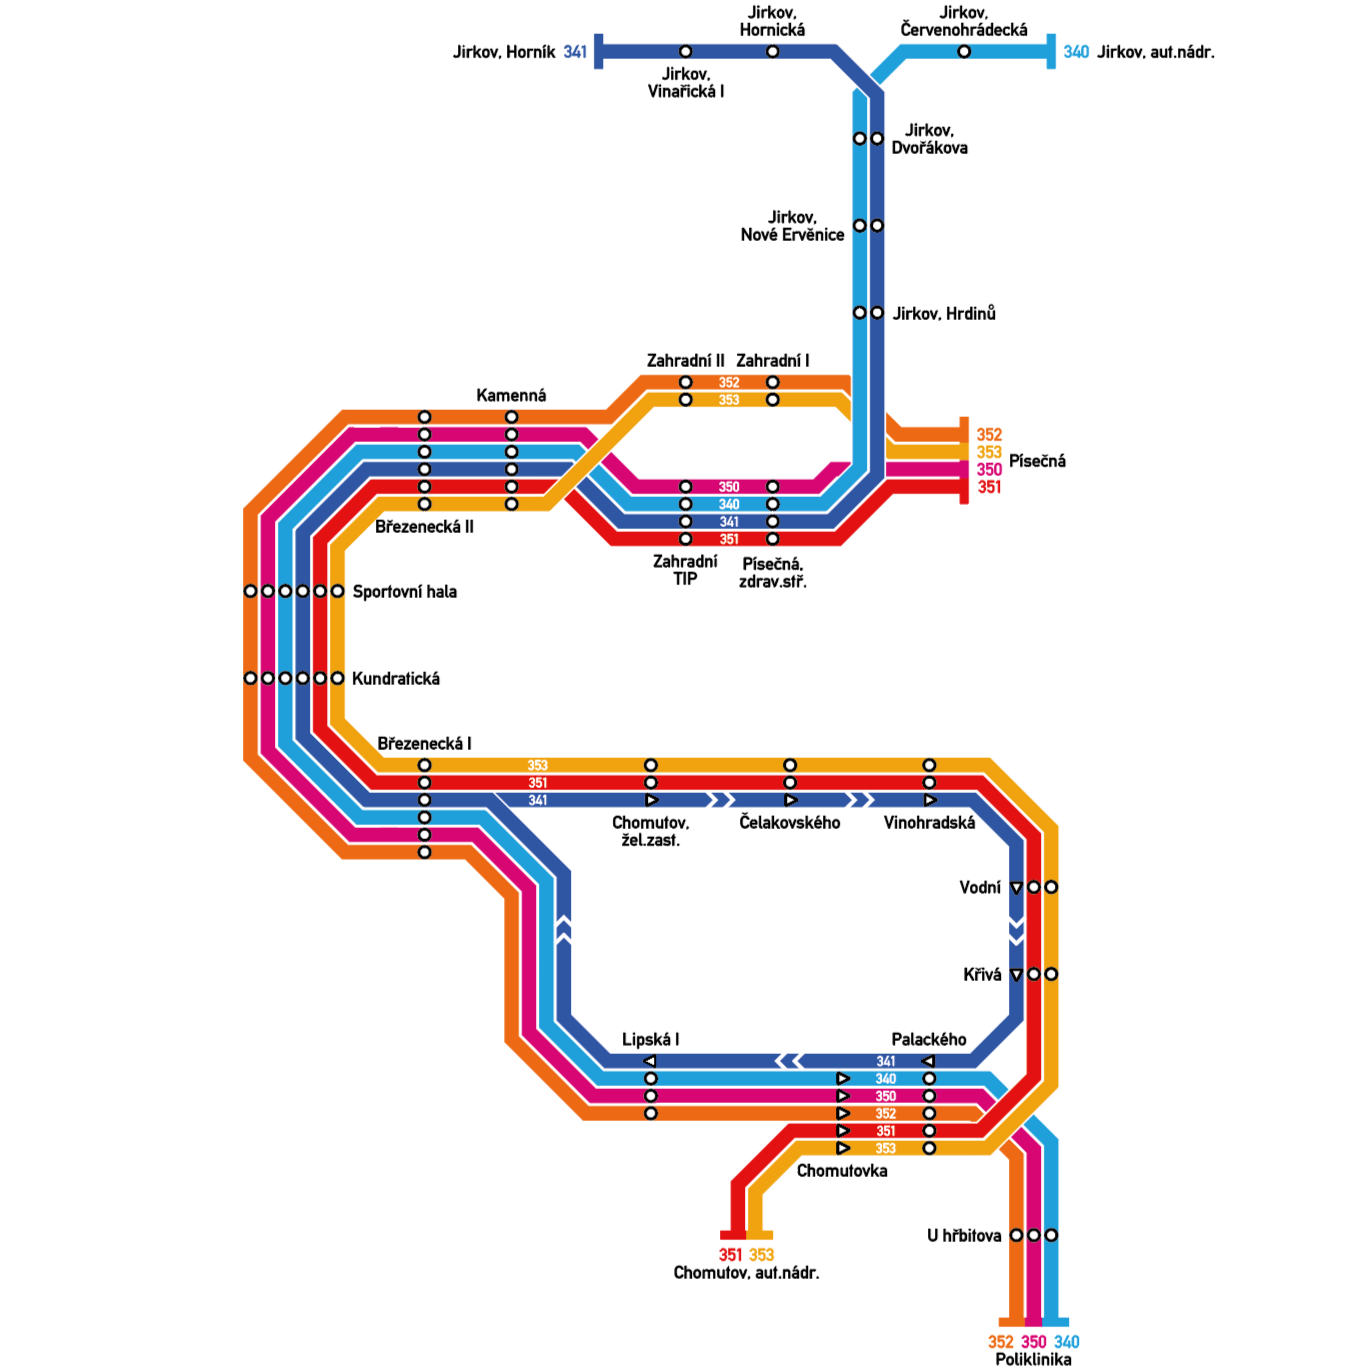 Jirkov,
Hornická
Jirkov,
Červenohrádecká
Jirkov, Horník 341
340 Jirkov, aut.nádr.
Jirkov,
Vinařická I
Jirkov,
Dvořákova
Jirkov,
Nové Ervěnice
Jirkov, Hrdinů
Zahradní II
Zahradní I
352
353
Kamenná
352
353
350
351
Písečná
350
340
341
351
Březenecká II
Zahradní
TIP
Písečná,
zdrav.stř.
Sportovní hala
Kundratická
Březenecká I
353
351
341
Chomutov,
žel.zast.
Čelakovského
Vinohradská
Vodní
Křivá
Lipská I
Palackého
341
340
350
352
351
353
Chomutovka
U hřbitova
351 353
Chomutov, aut.nádr.
352 350 340
Poliklinika